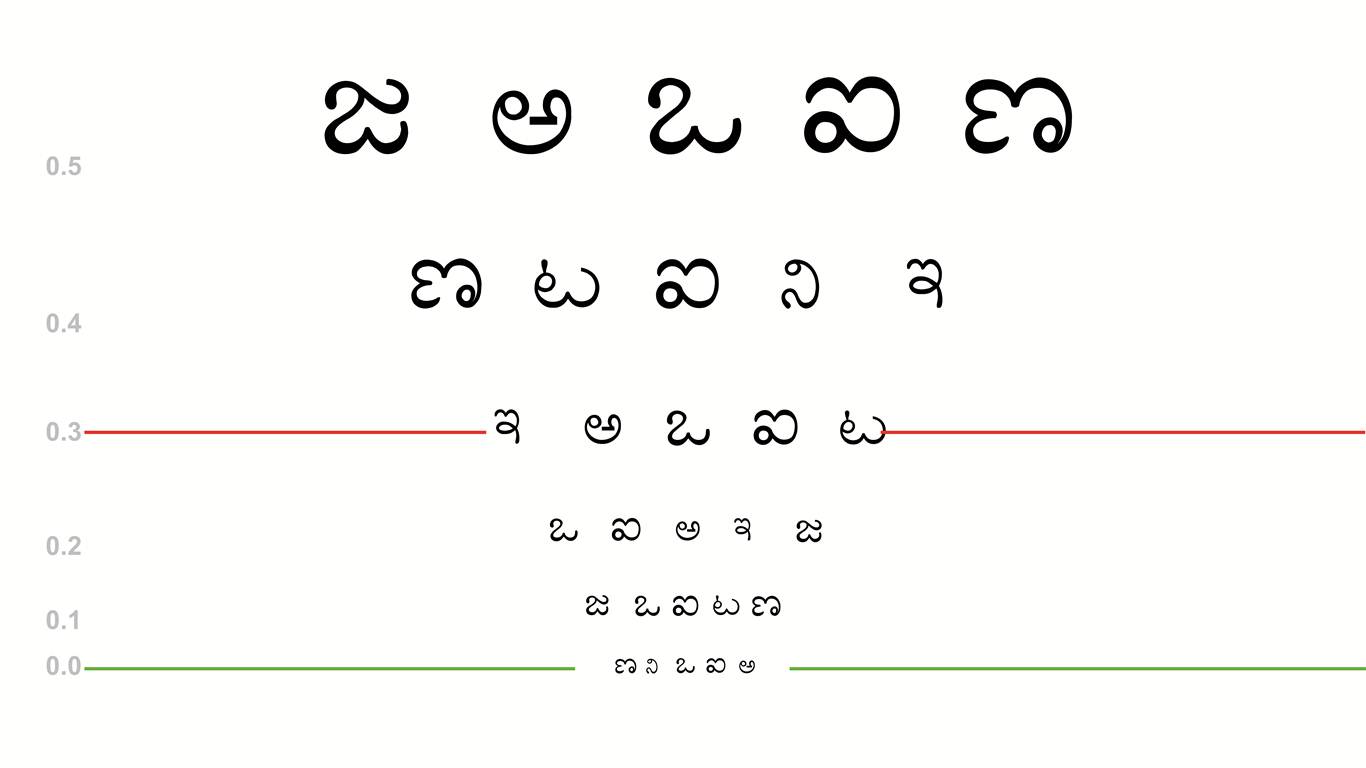 జ అ ఒ ఐ ణ
0.5
ణ ట ఐ ని ఇ
0.4
0.3 ఇ అ ఒ ఐ ట
0.2 ఒ ఐ అ ఇ జ
0.1 జ ఒ ఐ ట ణ
0.0 ణ ని ఒ ఐ అ